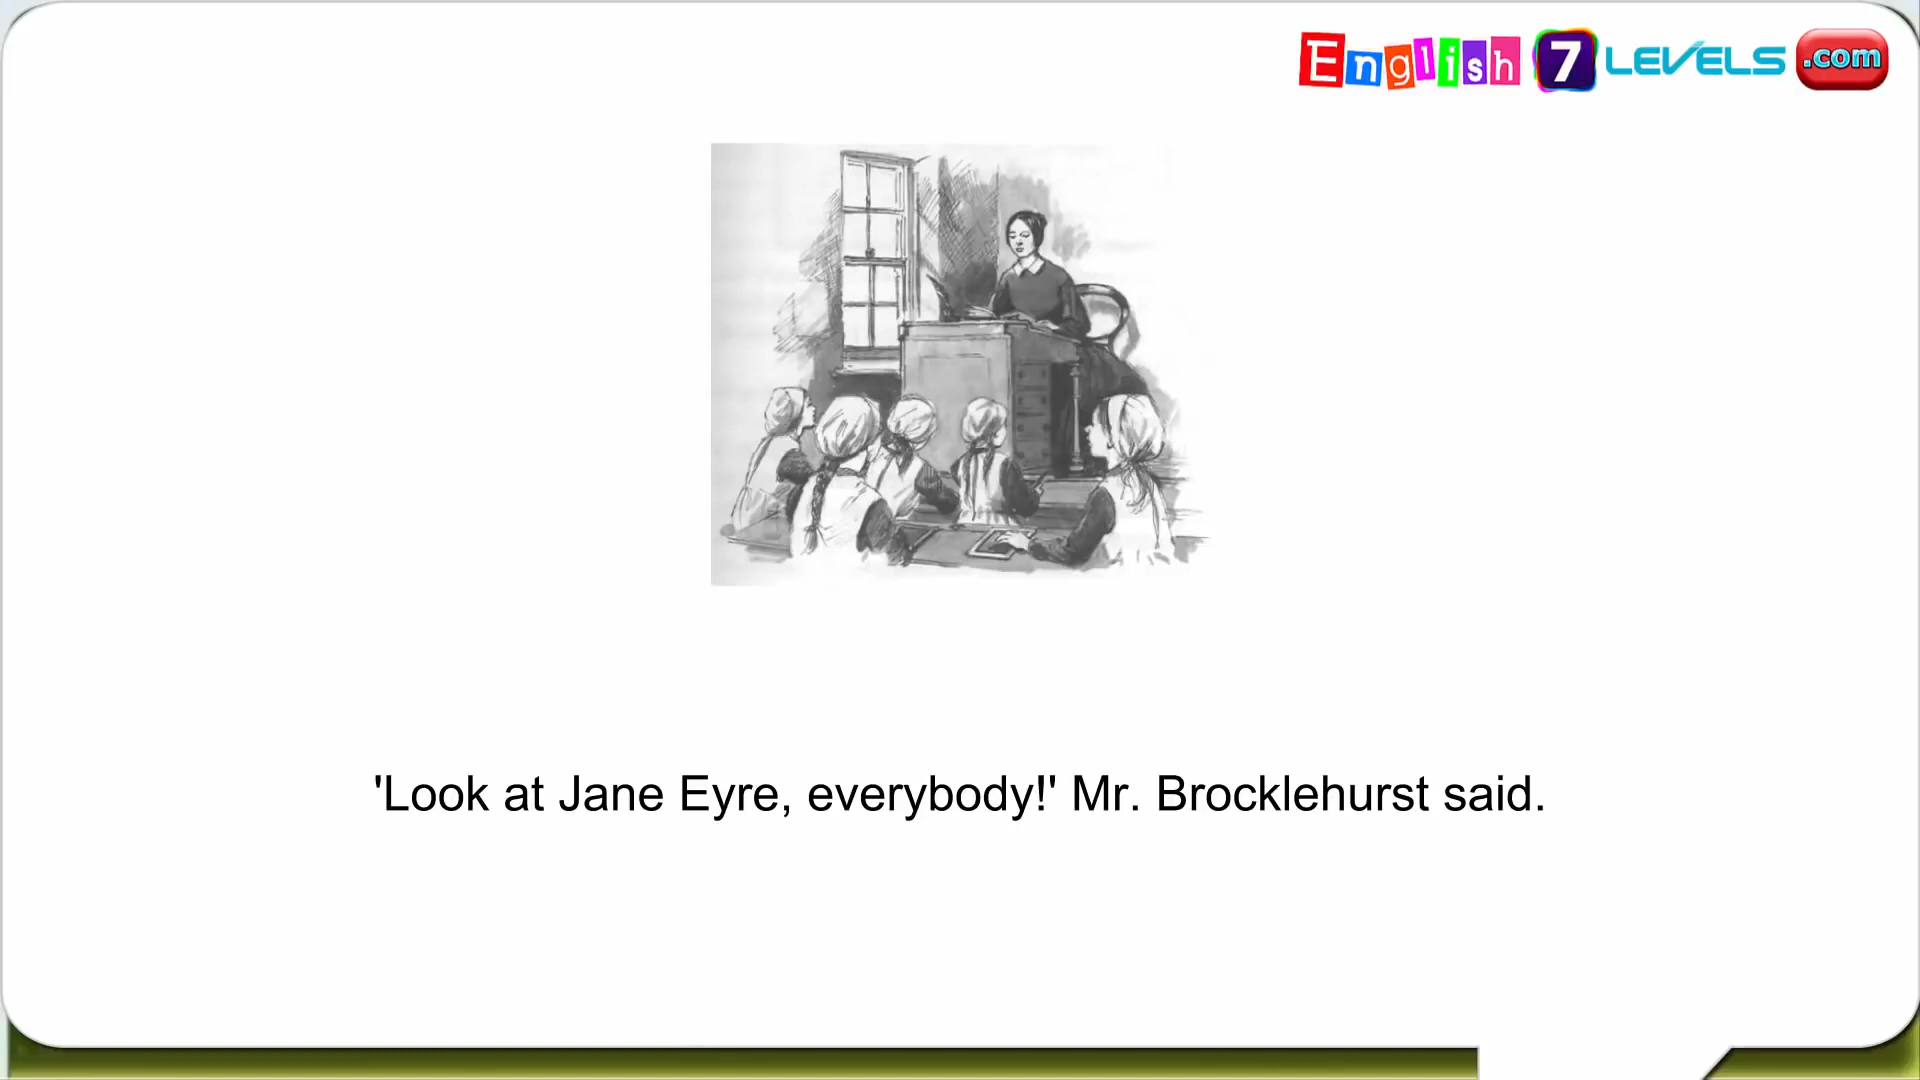 English 7 LEVELS .com
'Look at Jane Eyre, everybody!' Mr. Brocklehurst said.